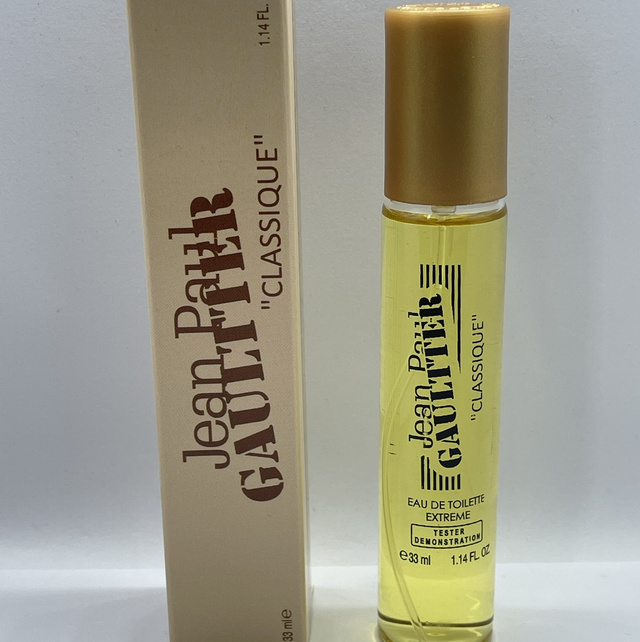 1.14 FL.
Jean Paul
GAULTIER
"CLASSIQUE"
33 ml e
Jean Paul
GAULTIER
"CLASSIQUE"
EAU DE TOILETTE
EXTREME
TESTER
DEMONSTRATION
e 33 ml 1.14 FL. OZ.